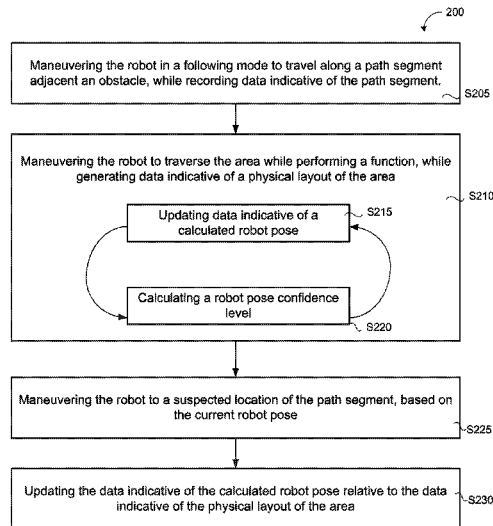 200
Maneuvering the robot in a following mode to travel along a path segment
adjacent an obstacle, while recording data indicative of the path segment.
S205
Maneuvering the robot to traverse the area while performing a function, while
generating data indicative of a physical layout of the area
S210
Updating data indicative of a
calculated robot pose
S215
Calculating a robot pose confidence
level
S220
Maneuvering the robot to a suspected location of the path segment, based on
the current robot pose
S225
Updating the data indicative of the calculated robot pose relative to the data
indicative of the physical layout of the area
S230